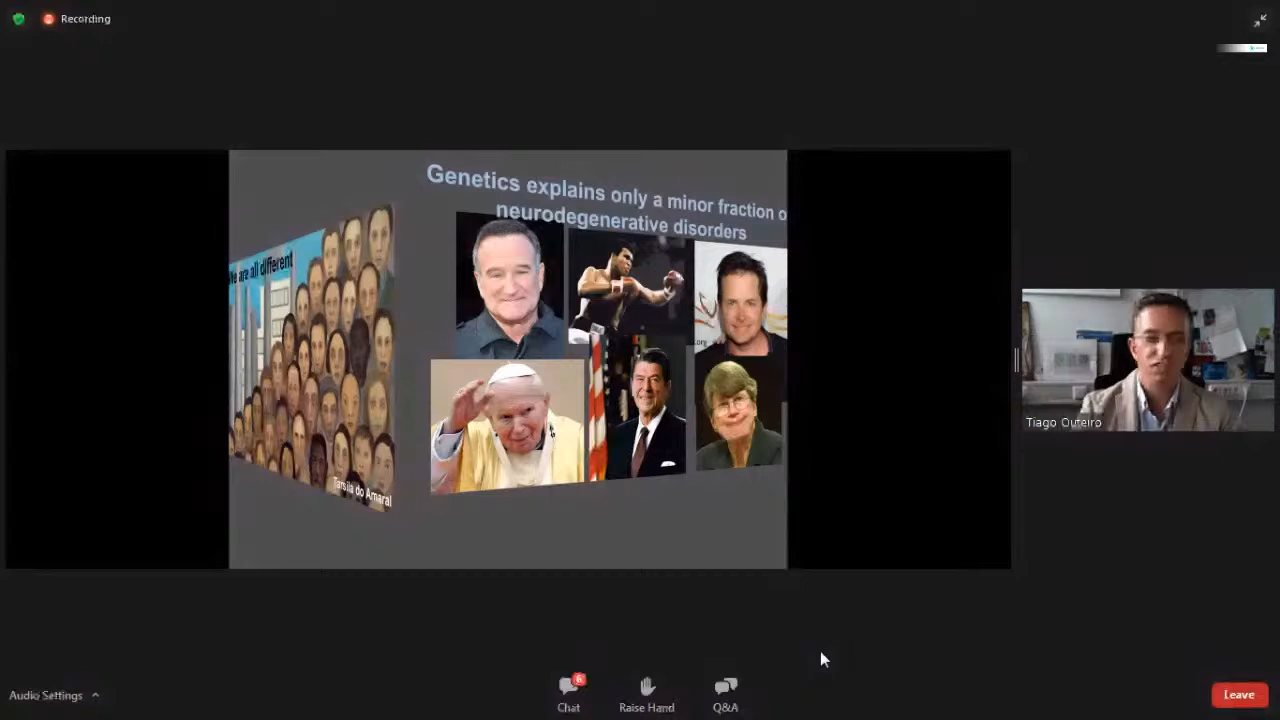 Recording
We are all different
Tarsila do Amaral
Genetics explains only a minor fraction o
neurodegenerative disorders
Tiago Outeiro
Audio Settings
6
Chat
Raise Hand
Q&A
Leave